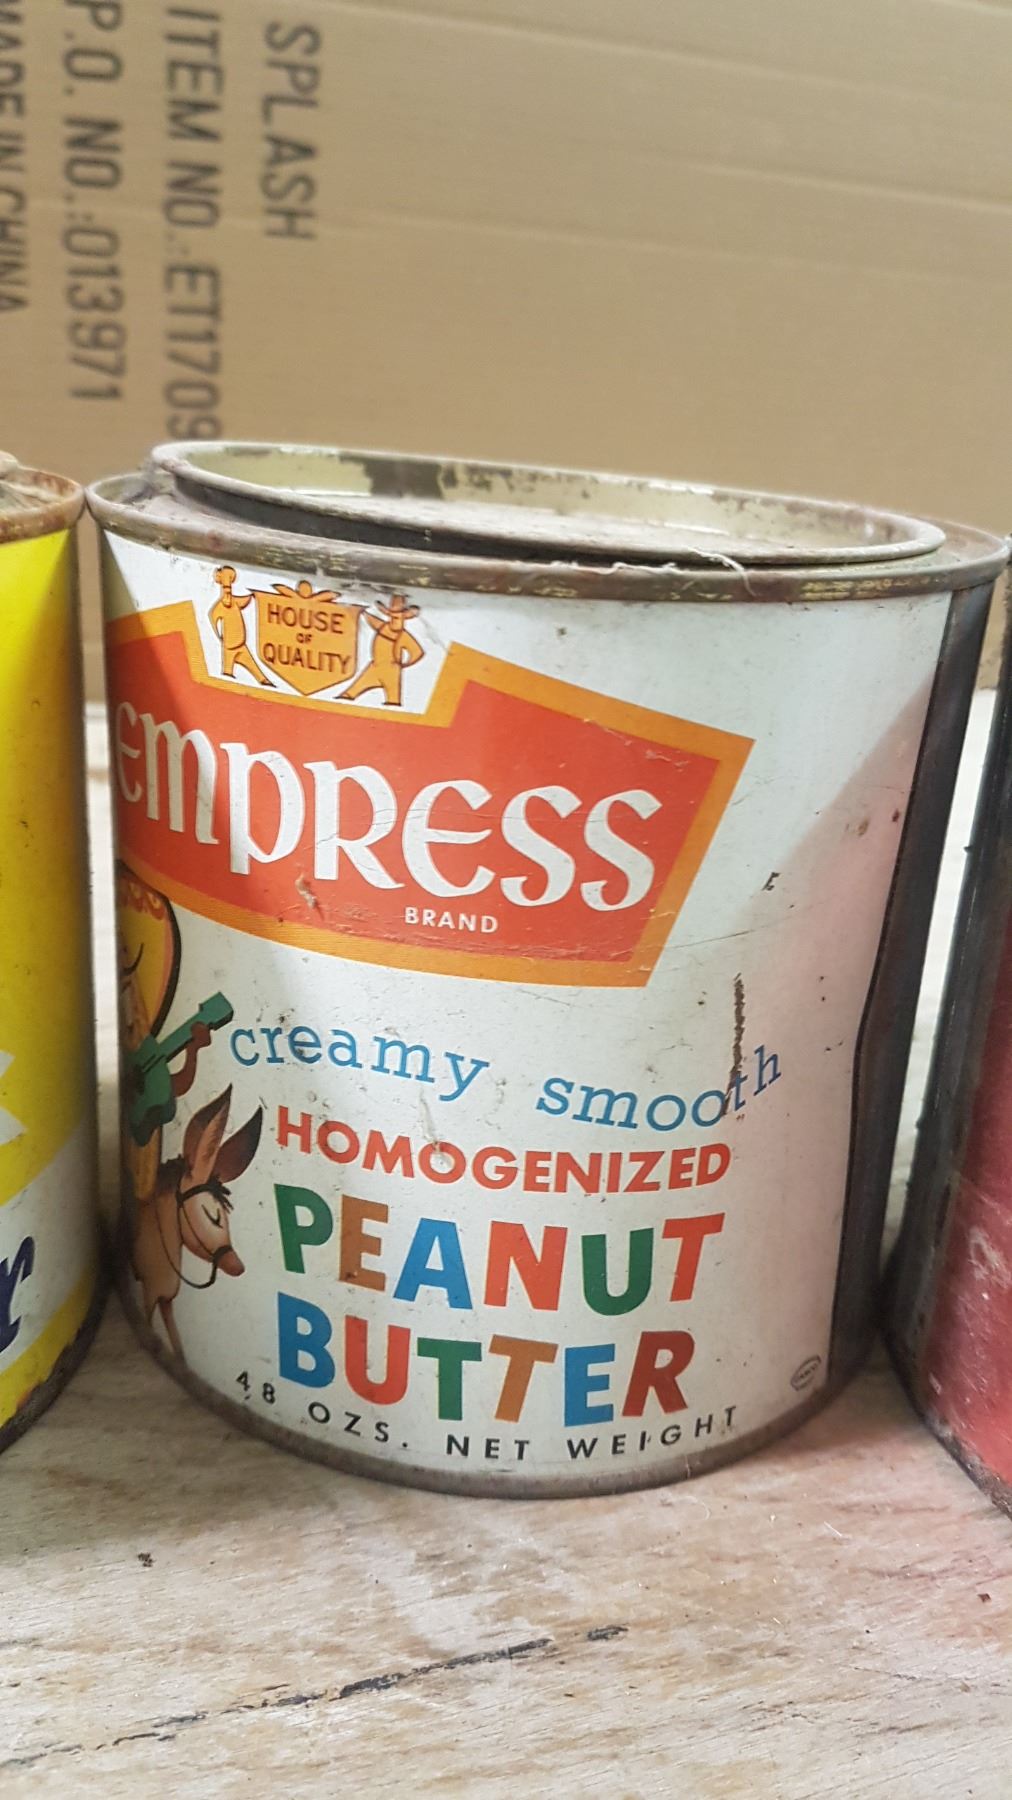 SPLASH
ITEM NO.:ET1709
P.O. NO.:013971
MADE IN CHINA
HOUSE
OF
QUALITY
EMPRESS
BRAND
creamy smooth
HOMOGENIZED
PEANUT
BUTTER
48 OZS. NET WEIGHT
r